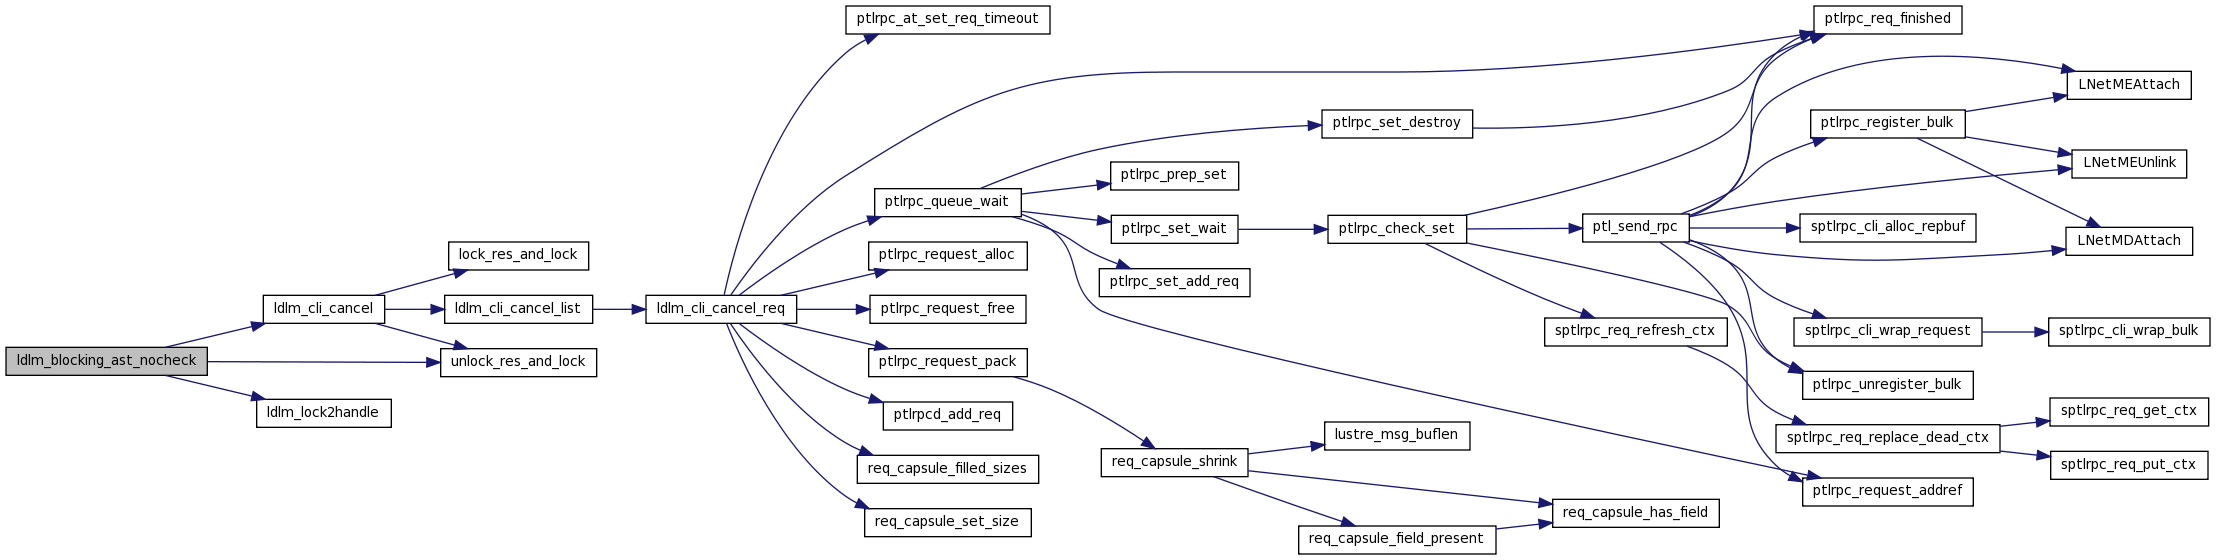 ptlrpc_at_set_req_timeout
ptlrpc_req_finished
LNetMEAttach
ptlrpc_set_destroy
ptlrpc_register_bulk
ptlrpc_prep_set
LNetMEUnlink
ptlrpc_queue_wait
ptlrpc_set_wait
ptlrpc_check_set
ptl_send_rpc
sptlrpc_cli_alloc_repbuf
LNetMDAttach
lock_res_and_lock
ptlrpc_request_alloc
ptlrpc_set_add_req
ldlm_cli_cancel
ldlm_cli_cancel_list
ldlm_cli_cancel_req
ptlrpc_request_free
sptlrpc_req_refresh_ctx
sptlrpc_cli_wrap_request
sptlrpc_cli_wrap_bulk
ldlm_blocking_ast_nocheck
unlock_res_and_lock
ptlrpc_request_pack
ptlrpc_unregister_bulk
ldlm_lock2handle
ptlrpcd_add_req
sptlrpc_req_get_ctx
lustre_msg_buflen
sptlrpc_req_replace_dead_ctx
req_capsule_filled_sizes
req_capsule_shrink
sptlrpc_req_put_ctx
ptlrpc_request_addref
req_capsule_set_size
req_capsule_has_field
req_capsule_field_present